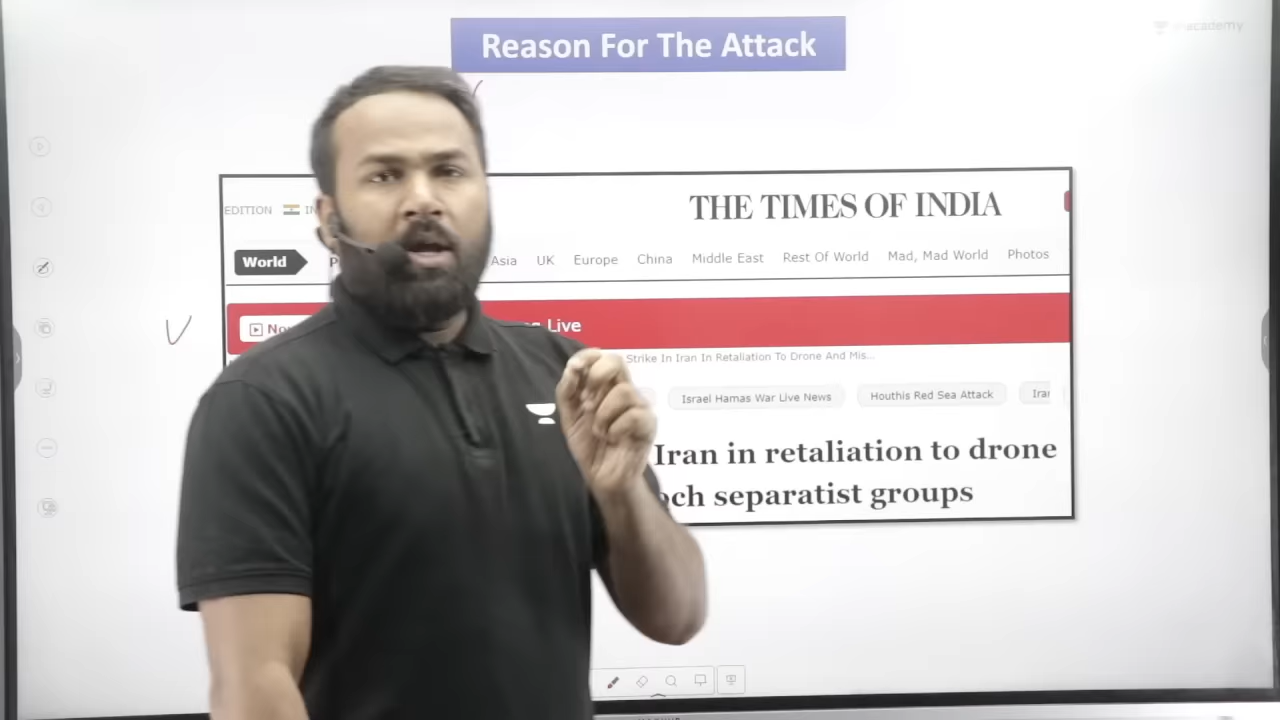 Reason For The Attack
EDITION
THE TIMES OF INDIA
World Asia UK Europe China Middle East Rest Of World Mad, Mad World Photos
Live
Strike In Iran In Retaliation To Drone And Mis...
Israel Hamas War Live News Houthis Red Sea Attack
Iran in retaliation to drone
separatist groups